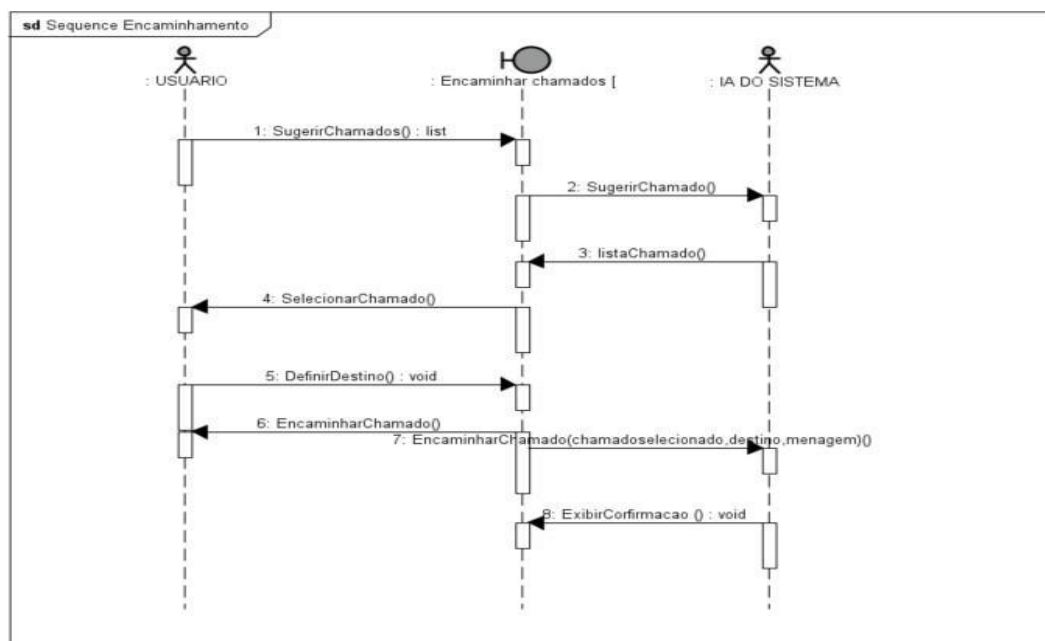 sd Sequence Encaminhamento
: USUARIO
: Encaminhar chamados [
: IA DO SISTEMA
1: SugerirChamados() : list
2: SugerirChamado()
3: listaChamado()
4: SelecionarChamado()
5: DefinirDestino() : void
6: EncaminharChamado()
7: EncaminharChamado(chamadoselecionado,destino,menagem)()
8: ExibirConfirmacao () : void